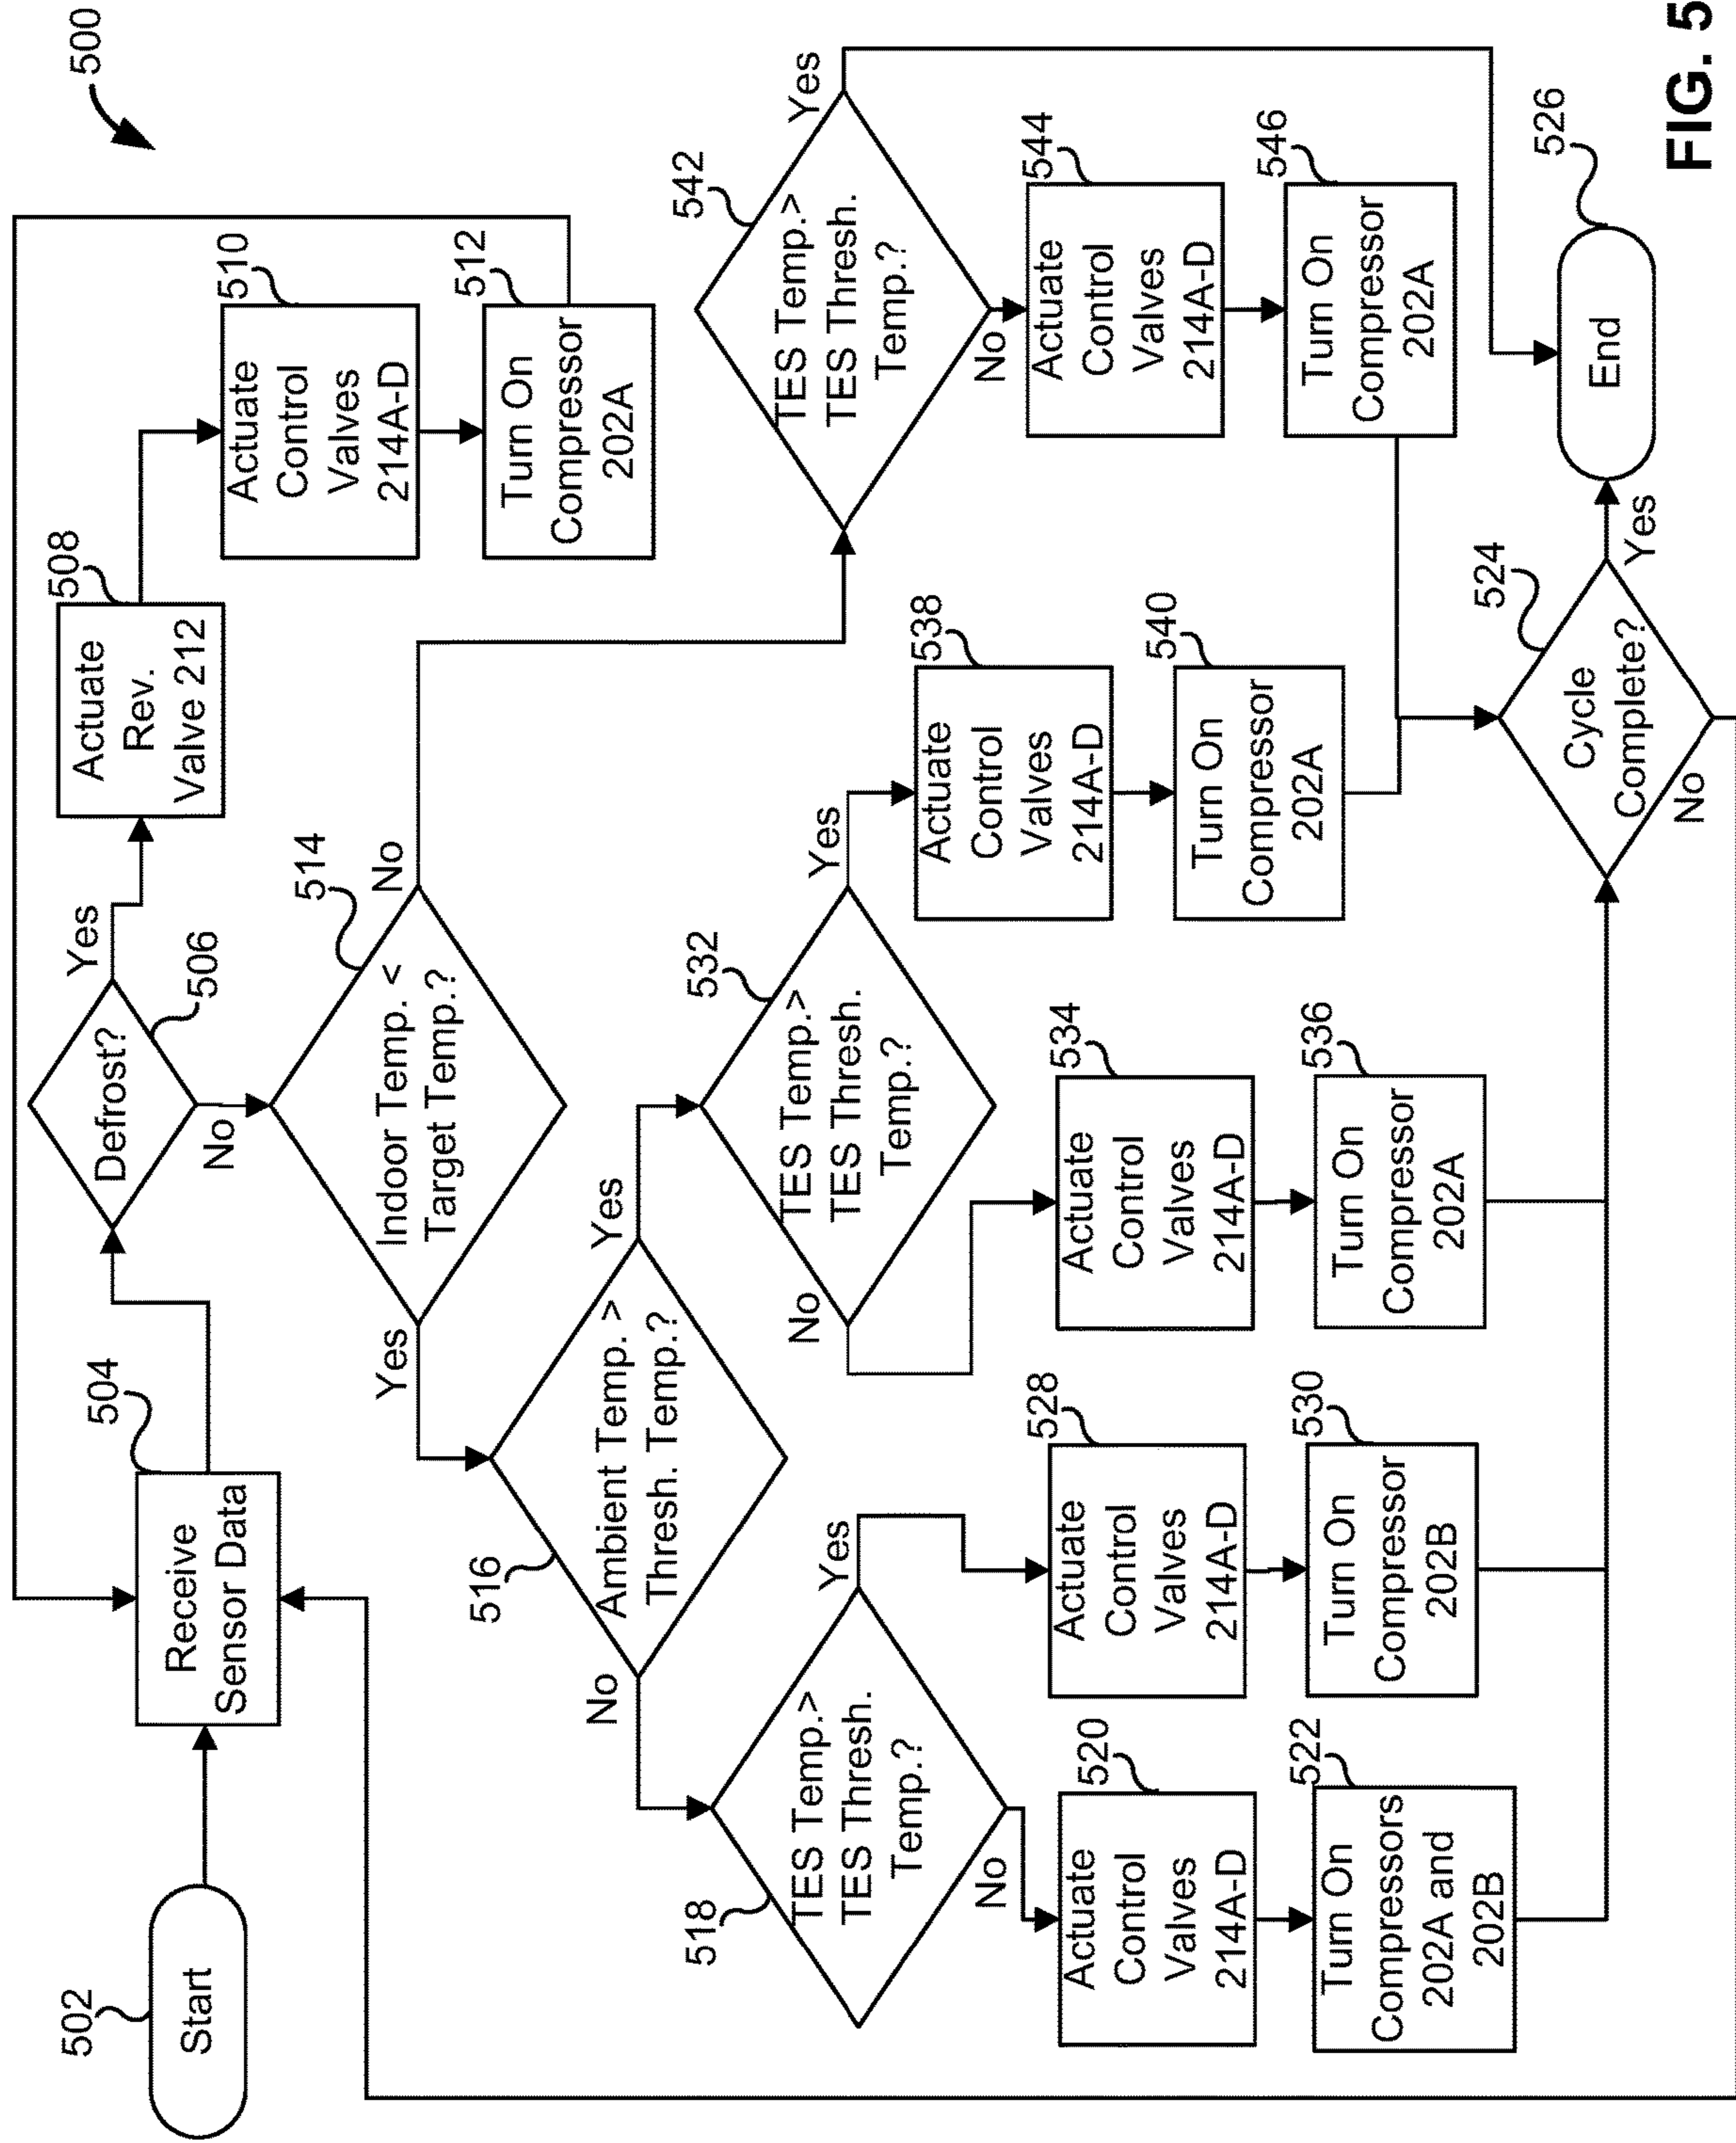 500
502
Start
504
Receive
Sensor Data
506
Defrost?
Yes
No
508
Actuate
Rev.
Valve 212
510
Actuate
Control
Valves
214A-D
512
Turn On
Compressor
202A
514
Indoor Temp. <
Target Temp.?
Yes
No
516
Ambient Temp. >
Thresh. Temp.?
No
Yes
518
TES Temp.>
TES Thresh.
Temp.?
No
Yes
520
Actuate
Control
Valves
214A-D
522
Turn On
Compressors
202A and
202B
528
Actuate
Control
Valves
214A-D
530
Turn On
Compressor
202B
532
TES Temp.>
TES Thresh.
Temp.?
No
Yes
534
Actuate
Control
Valves
214A-D
536
Turn On
Compressor
202A
538
Actuate
Control
Valves
214A-D
540
Turn On
Compressor
202A
542
TES Temp.>
TES Thresh.
Temp.?
Yes
No
544
Actuate
Control
Valves
214A-D
546
Turn On
Compressor
202A
524
Cycle
Complete?
No
Yes
526
End
FIG. 5